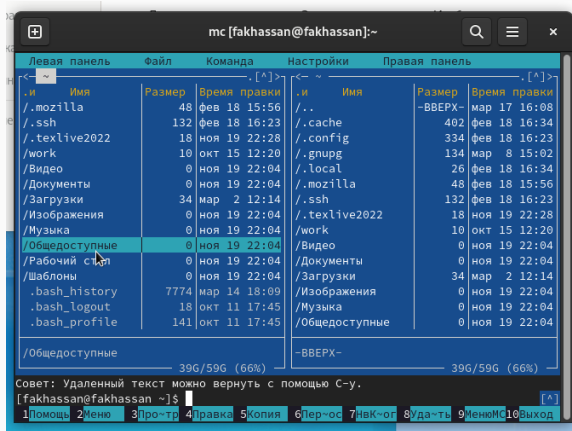 mc [fakhassan@fakhassan]:~
Левая панель Файл Команда Настройки Правая панель
<— ~ .[^]> <— ~ .[^]>
.и Имя Размер Время правки .и Имя Размер Время правки
/.mozilla 48 фев 18 15:56 /.. -ВВЕРХ- мар 17 16:08
/.ssh 132 фев 18 16:23 /.cache 402 фев 18 16:34
/.texlive2022 18 ноя 19 22:28 /.config 334 фев 18 16:23
/work 10 окт 15 12:20 /.gnupg 134 мар 8 15:02
/Видео 0 ноя 19 22:04 /.local 26 фев 18 16:34
/Документы 0 ноя 19 22:04 /.mozilla 48 фев 18 15:56
/Загрузки 34 мар 2 12:14 /.ssh 132 фев 18 16:23
/Изображения 0 ноя 19 22:04 /.texlive2022 18 ноя 19 22:28
/Музыка 0 ноя 19 22:04 /work 10 окт 15 12:20
/Общедоступные 0 ноя 19 22:04 /Видео 0 ноя 19 22:04
/Рабочий стол 0 ноя 19 22:04 /Документы 0 ноя 19 22:04
/Шаблоны 0 ноя 19 22:04 /Загрузки 34 мар 2 12:14
.bash_history 7774 мар 14 18:09 /Изображения 0 ноя 19 22:04
.bash_logout 18 окт 11 17:45 /Музыка 0 ноя 19 22:04
.bash_profile 141 окт 11 17:45 /Общедоступные 0 ноя 19 22:04
/Общедоступные -ВВЕРХ-
39G/59G (66%) 39G/59G (66%)
Совет: Удаленный текст можно вернуть с помощью C-y.
[fakhassan@fakhassan ~]$ [^]
1Помощь 2Меню 3Про~тр 4Правка 5Копия 6Пер~ос 7НвК~ог 8Уда~ть 9МенюMC 10Выход